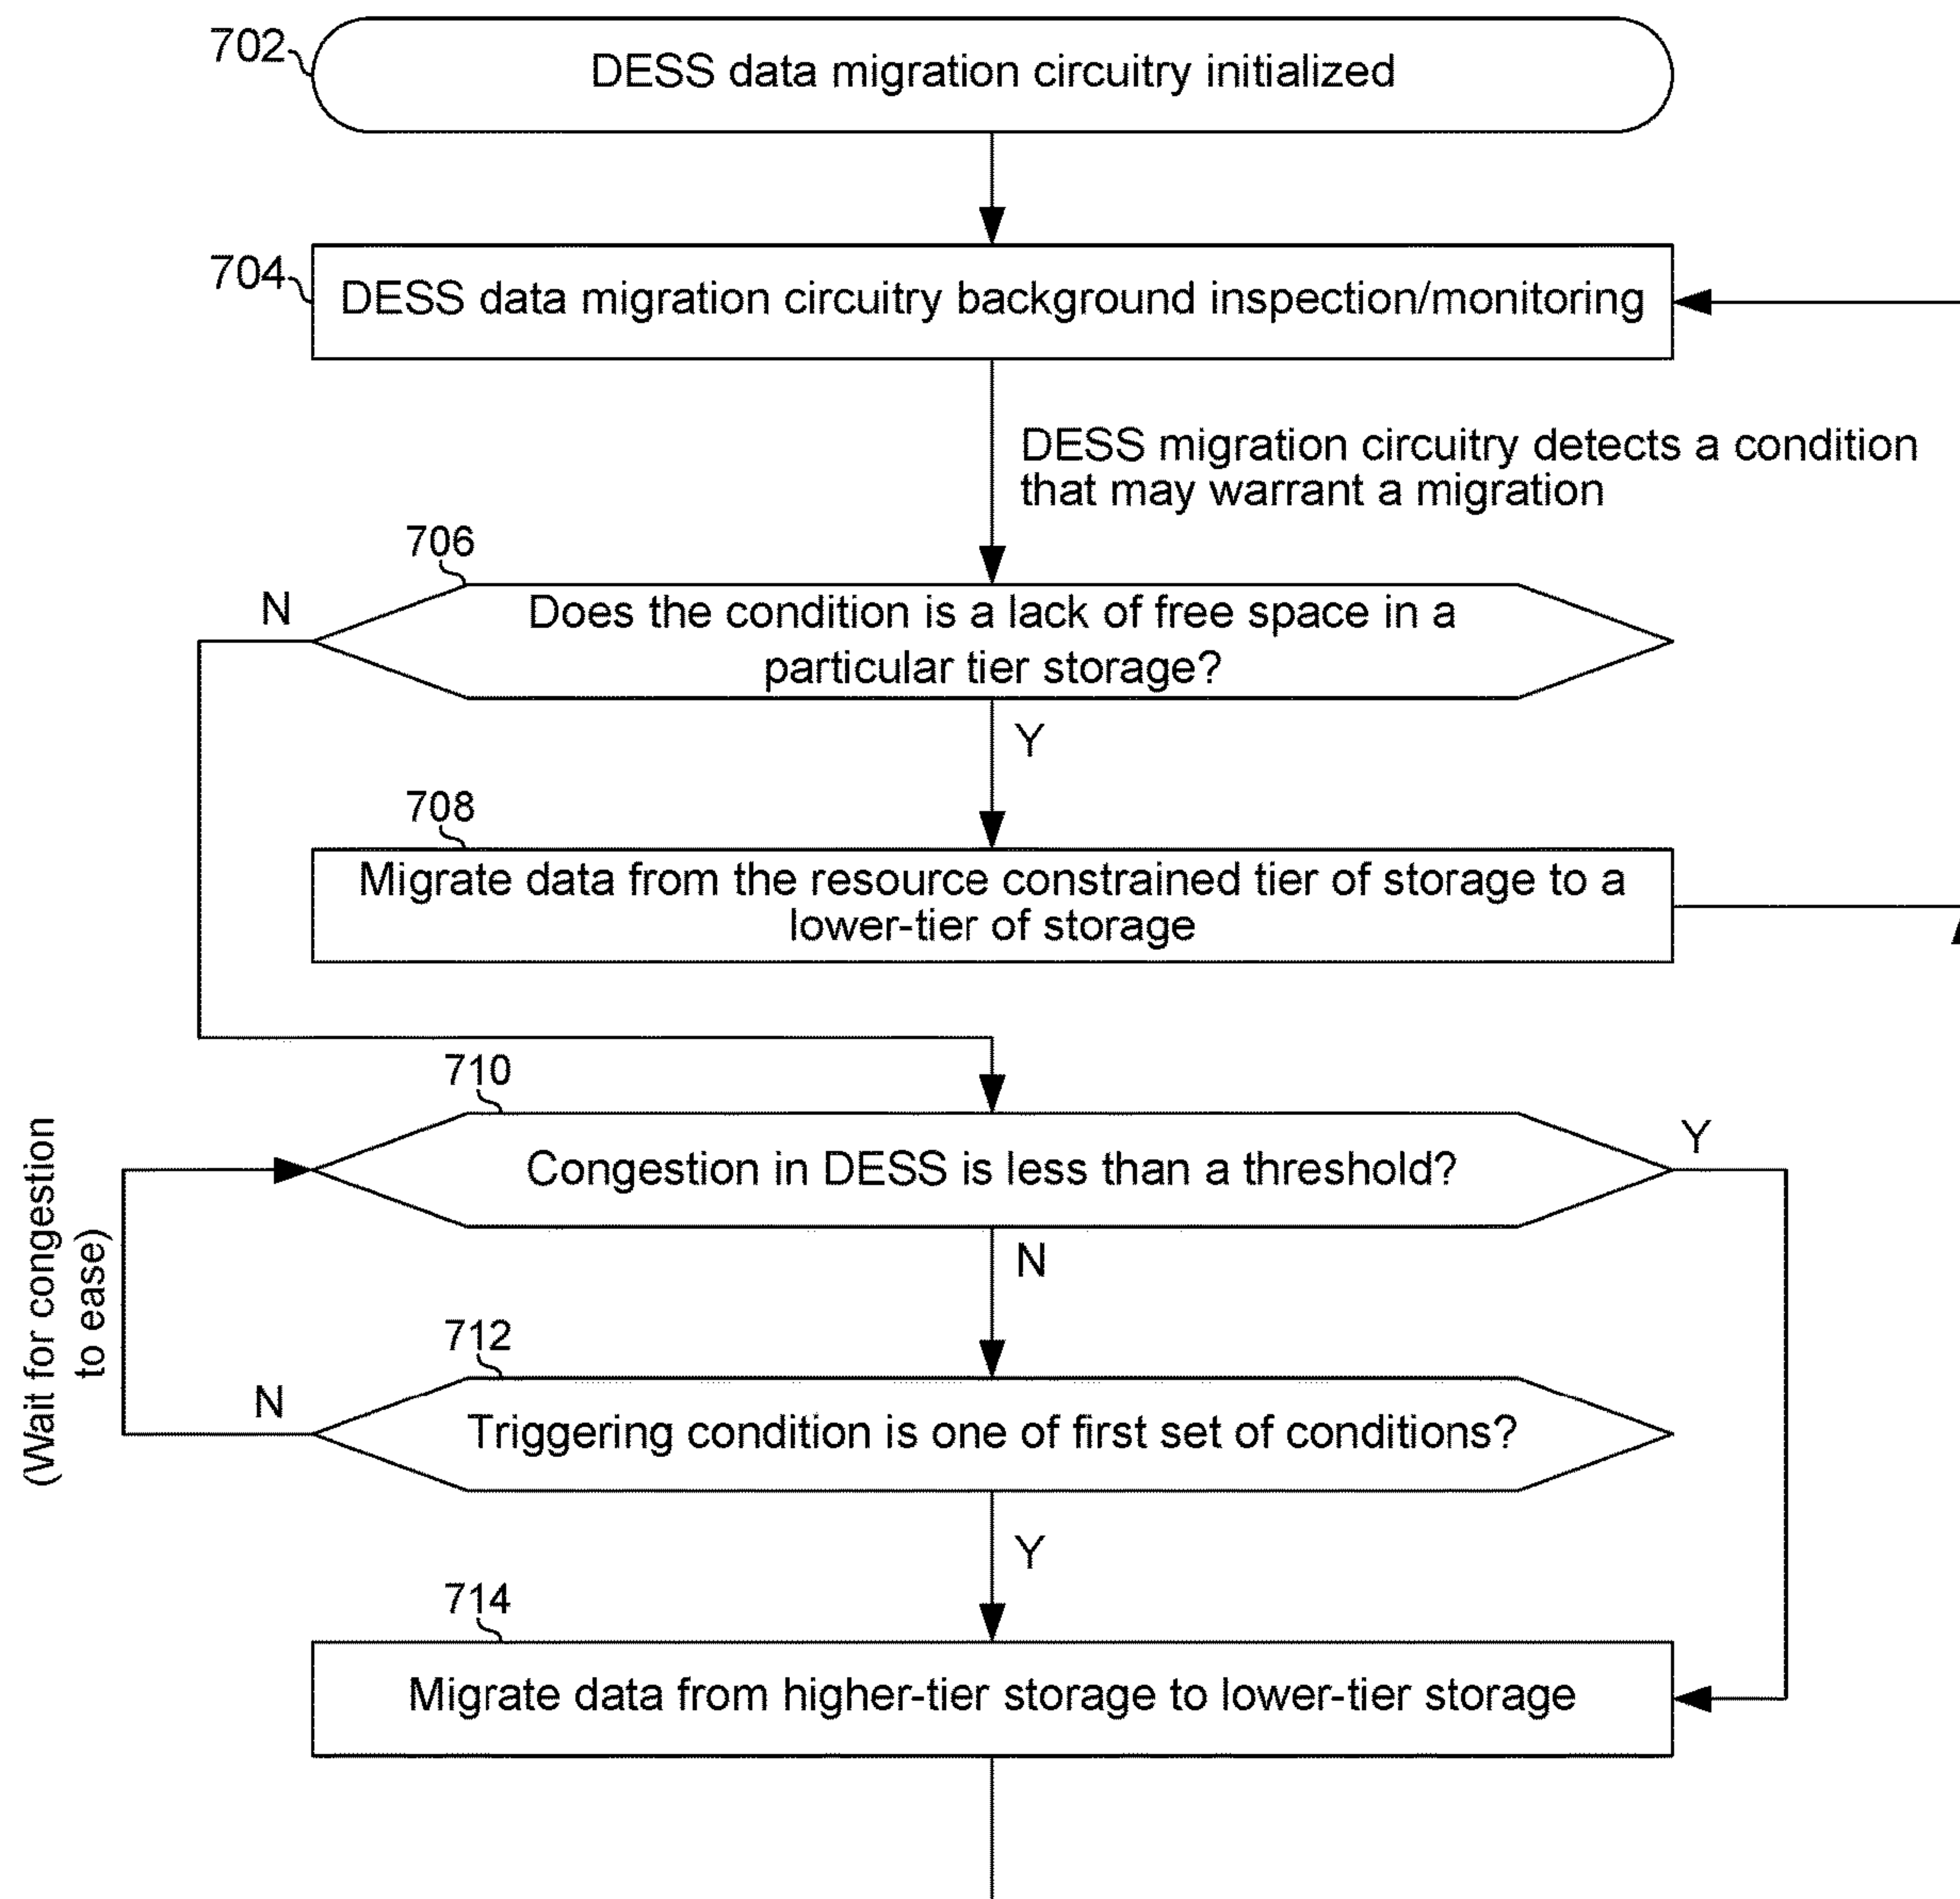 702
DESS data migration circuitry initialized
704
DESS data migration circuitry background inspection/monitoring
DESS migration circuitry detects a condition
that may warrant a migration
706
N
Does the condition is a lack of free space in a
particular tier storage?
Y
708
Migrate data from the resource constrained tier of storage to a
lower-tier of storage
710
Y
Congestion in DESS is less than a threshold?
(Wait for congestion
to ease)
N
712
N
Triggering condition is one of first set of conditions?
Y
714
Migrate data from higher-tier storage to lower-tier storage